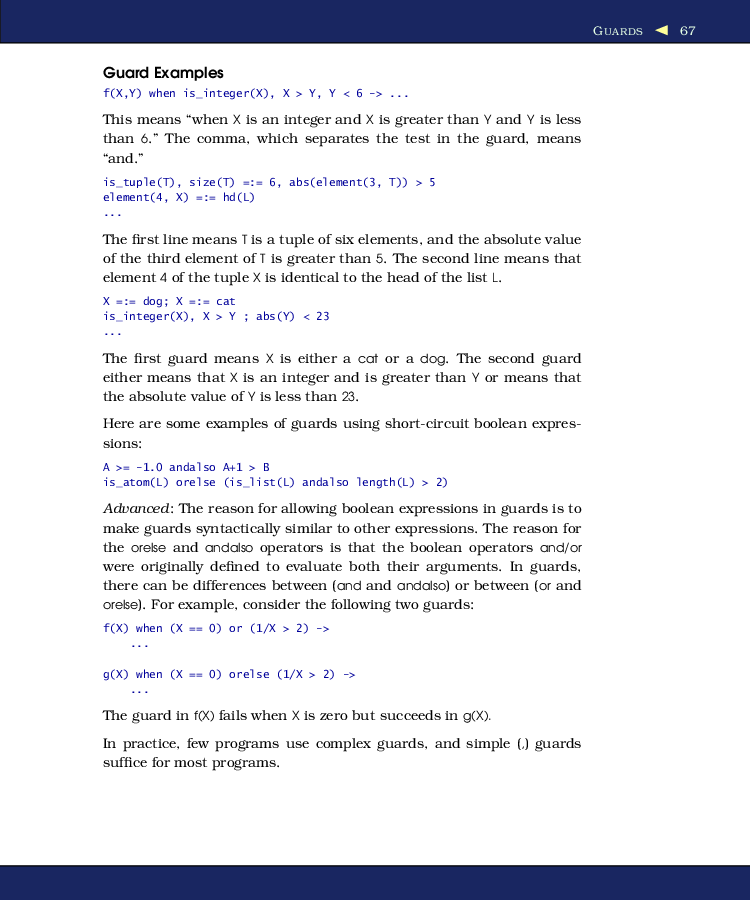 GUARDS ◀ 67
Guard Examples
f(X,Y) when is_integer(X), X > Y, Y < 6 -> ...
This means “when X is an integer and X is greater than Y and Y is less
than 6.” The comma, which separates the test in the guard, means
“and.”
is_tuple(T), size(T) =:= 6, abs(element(3, T)) > 5
element(4, X) =:= hd(L)
...
The first line means T is a tuple of six elements, and the absolute value
of the third element of T is greater than 5. The second line means that
element 4 of the tuple X is identical to the head of the list L.
X =:= dog; X =:= cat
is_integer(X), X > Y ; abs(Y) < 23
...
The first guard means X is either a cat or a dog. The second guard
either means that X is an integer and is greater than Y or means that
the absolute value of Y is less than 23.
Here are some examples of guards using short-circuit boolean expres-
sions:
A >= -1.0 andalso A+1 > B
is_atom(L) orelse (is_list(L) andalso length(L) > 2)
Advanced: The reason for allowing boolean expressions in guards is to
make guards syntactically similar to other expressions. The reason for
the orelse and andalso operators is that the boolean operators and/or
were originally defined to evaluate both their arguments. In guards,
there can be differences between (and and andalso) or between (or and
orelse). For example, consider the following two guards:
f(X) when (X == 0) or (1/X > 2) ->
...
g(X) when (X == 0) orelse (1/X > 2) ->
...
The guard in f(X) fails when X is zero but succeeds in g(X).
In practice, few programs use complex guards, and simple (,) guards
suffice for most programs.